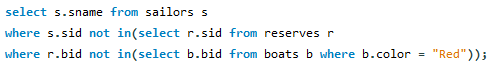 select s.sname from sailors s
where s.sid not in(select r.sid from reserves r
where r.bid not in(select b.bid from boats b where b.color = "Red"));